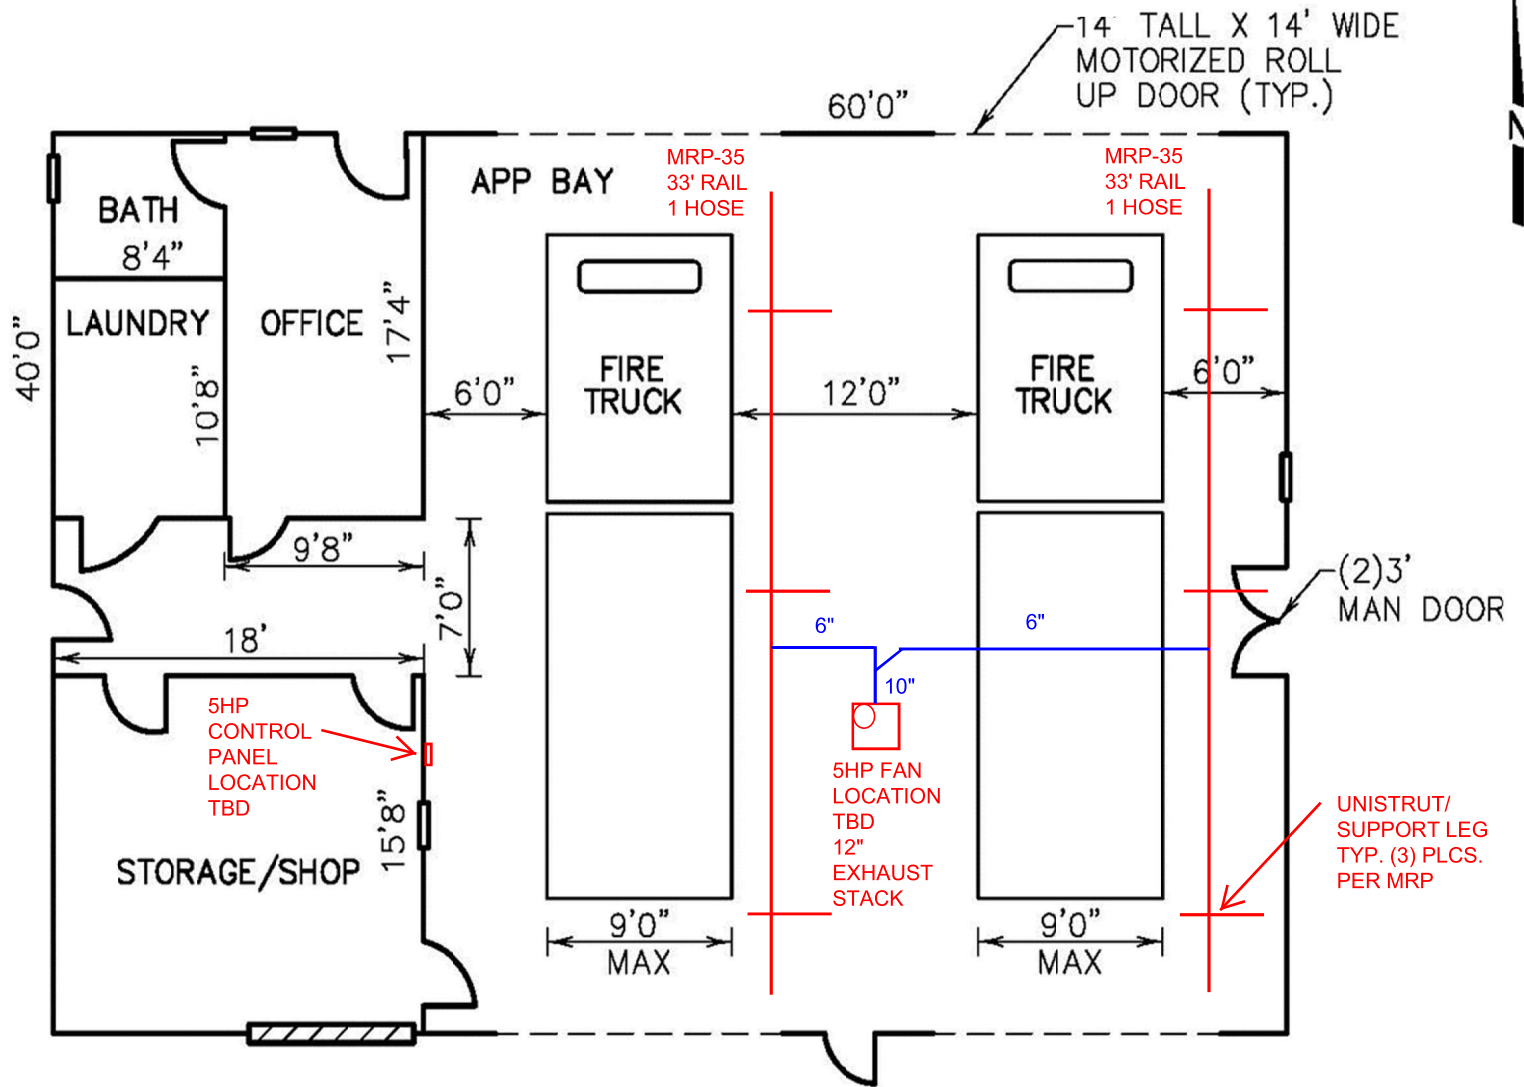 14' TALL X 14' WIDE
MOTORIZED ROLL
UP DOOR (TYP.)
N
60'0"
MRP-35
33' RAIL
1 HOSE
MRP-35
33' RAIL
1 HOSE
APP BAY
BATH
8'4"
LAUNDRY
OFFICE
17'4"
40'0"
10'8"
FIRE
TRUCK
FIRE
TRUCK
6'0"
12'0"
6'0"
9'8"
7'0"
(2)3'
MAN DOOR
18'
6"
6"
10"
5HP
CONTROL
PANEL
LOCATION
TBD
15'8"
STORAGE/SHOP
5HP FAN
LOCATION
TBD
12"
EXHAUST
STACK
UNISTRUT/
SUPPORT LEG
TYP. (3) PLCS.
PER MRP
9'0"
MAX
9'0"
MAX